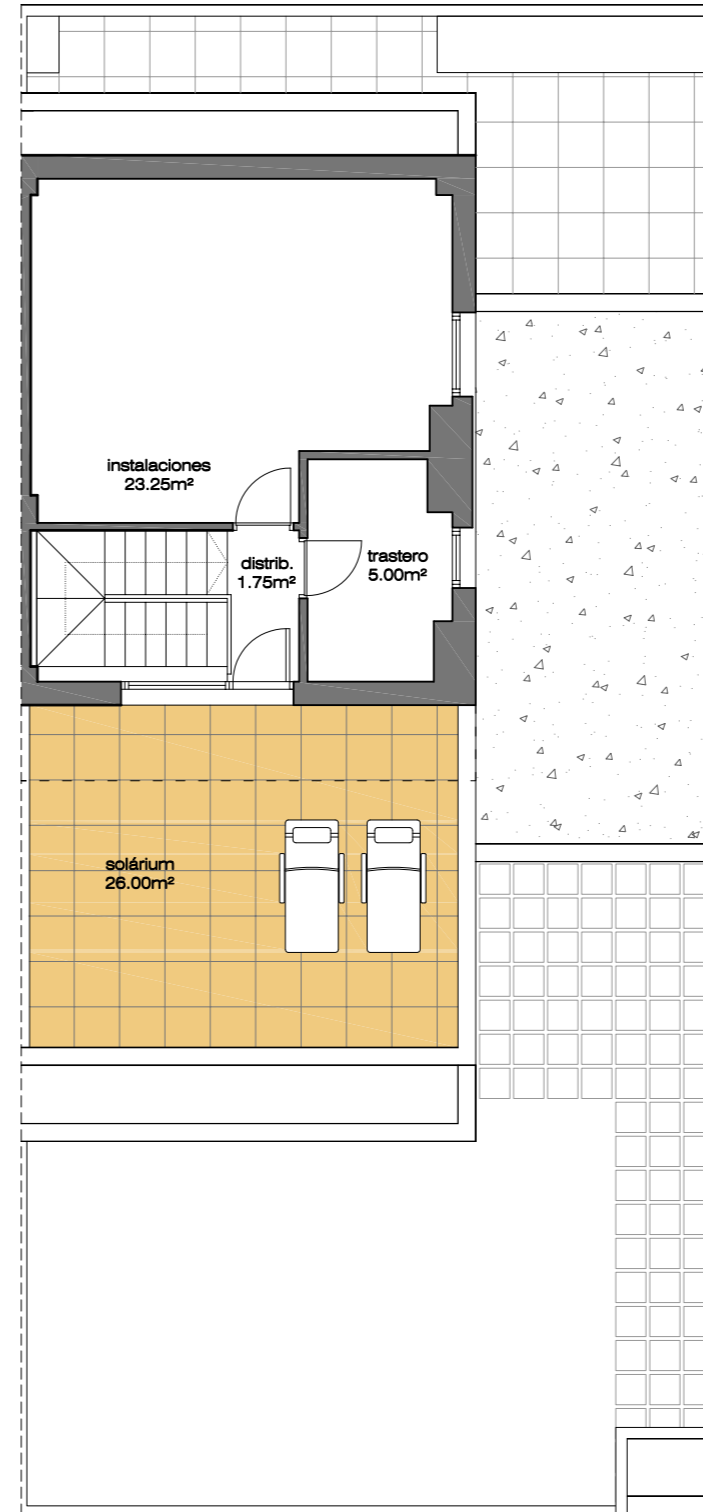 instalaciones
23.25m²
distrib.
1.75m²
trastero
5.00m²
solárium
26.00m²